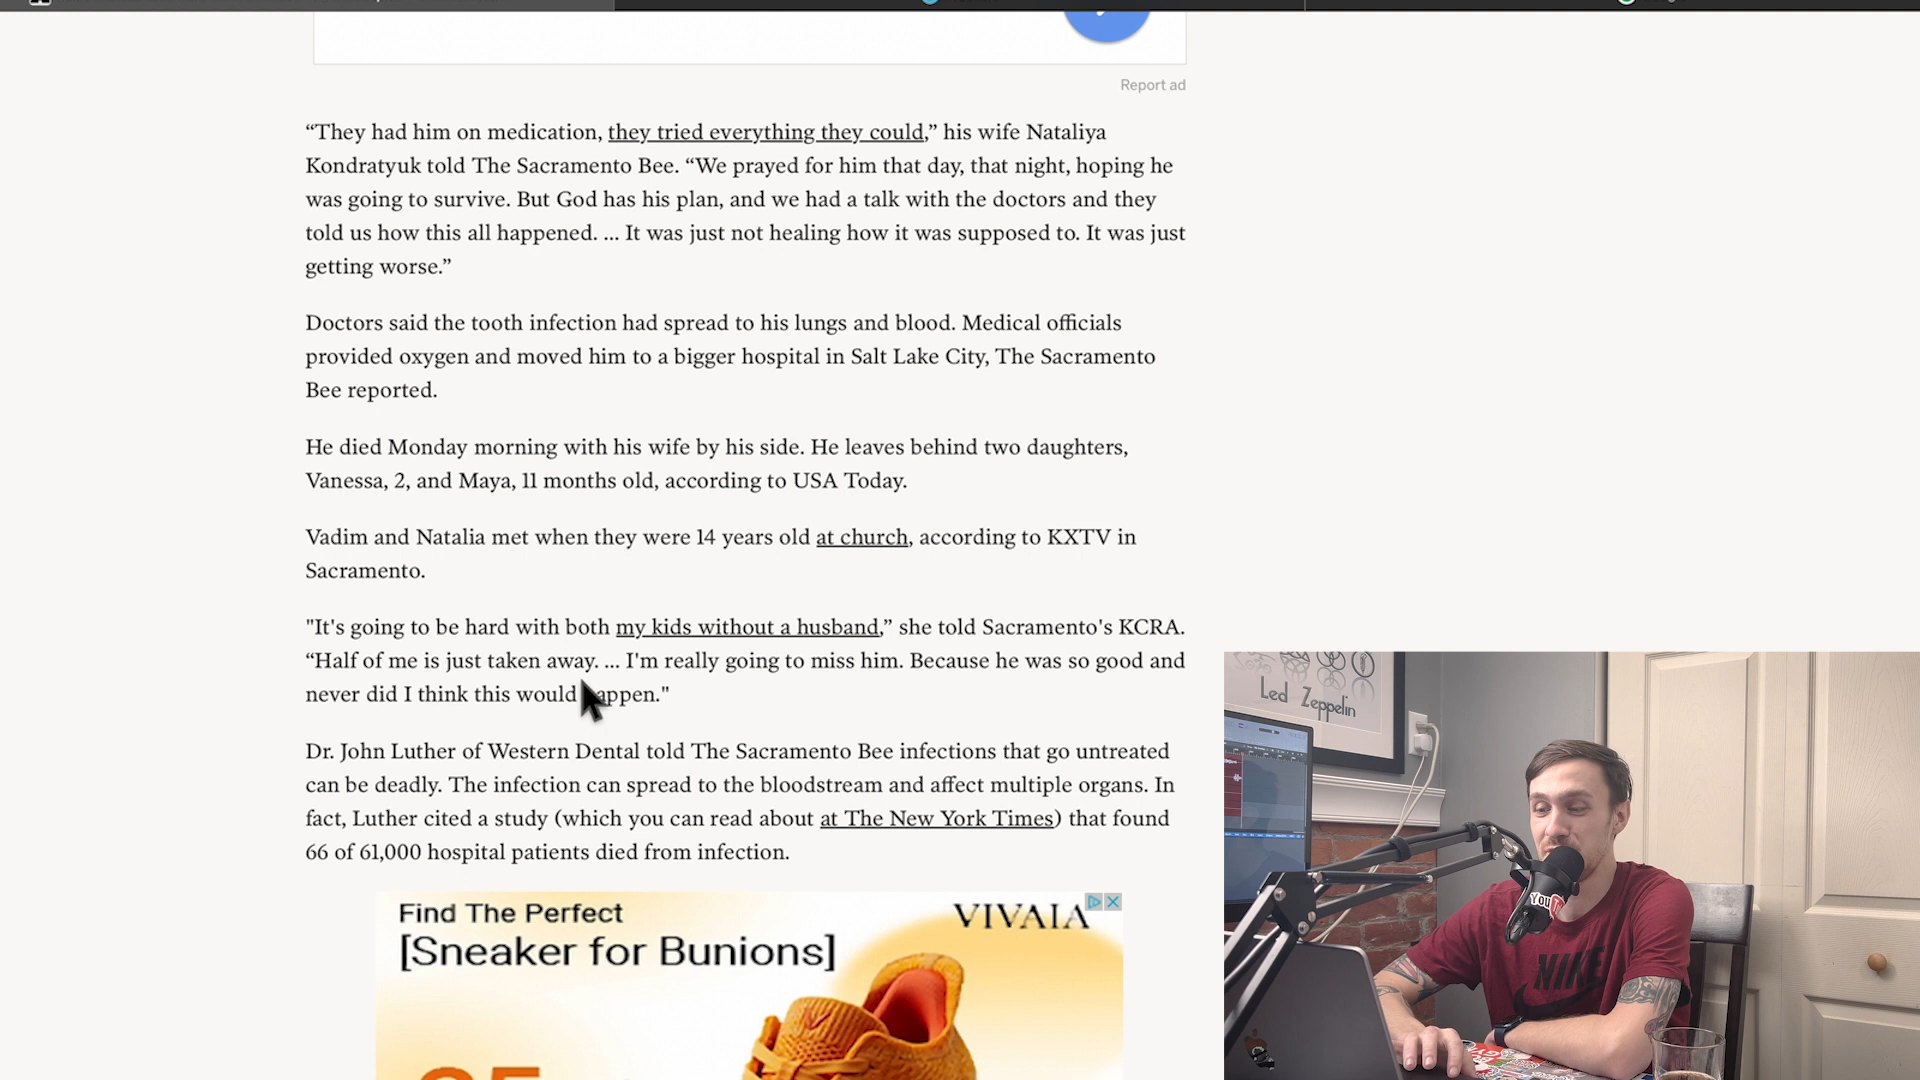 Report ad
“They had him on medication, they tried everything they could,” his wife Nataliya
Kondratyuk told The Sacramento Bee. “We prayed for him that day, that night, hoping he
was going to survive. But God has his plan, and we had a talk with the doctors and they
told us how this all happened. ... It was just not healing how it was supposed to. It was just
getting worse.”
Doctors said the tooth infection had spread to his lungs and blood. Medical officials
provided oxygen and moved him to a bigger hospital in Salt Lake City, The Sacramento
Bee reported.
He died Monday morning with his wife by his side. He leaves behind two daughters,
Vanessa, 2, and Maya, 11 months old, according to USA Today.
Vadim and Natalia met when they were 14 years old at church, according to KXTV in
Sacramento.
"It's going to be hard with both my kids without a husband,” she told Sacramento's KCRA.
“Half of me is just taken away. ... I'm really going to miss him. Because he was so good and
never did I think this would appen."
Dr. John Luther of Western Dental told The Sacramento Bee infections that go untreated
can be deadly. The infection can spread to the bloodstream and affect multiple organs. In
fact, Luther cited a study (which you can read about at The New York Times) that found
66 of 61,000 hospital patients died from infection.
Find The Perfect
[Sneaker for Bunions]
VIVAIA
Led Zeppelin
YouT
NIKE